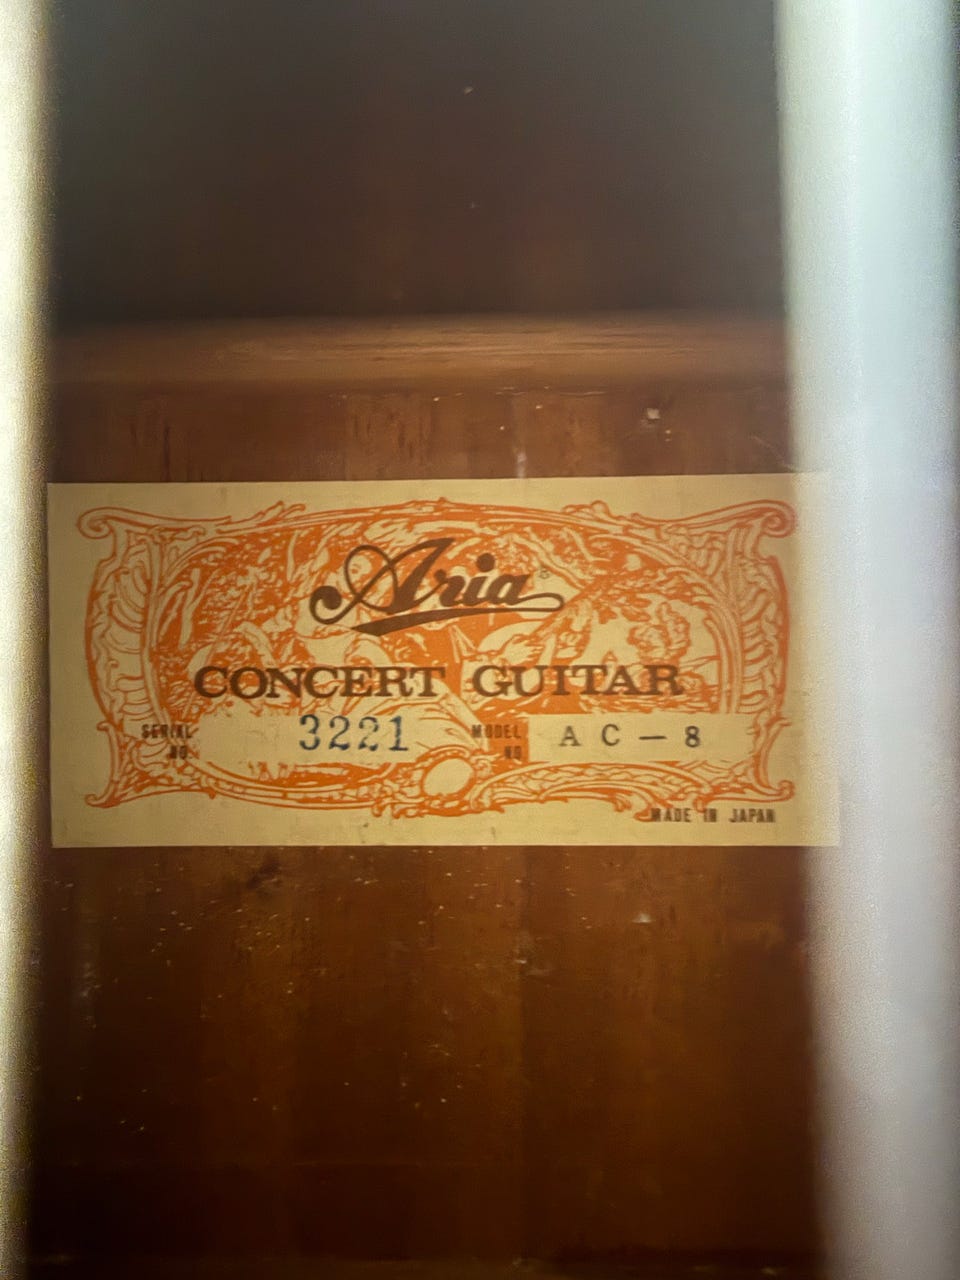 Aria®
CONCERT GUITAR
SERIAL NO. 3221 MODEL NO AC-8
MADE IN JAPAN